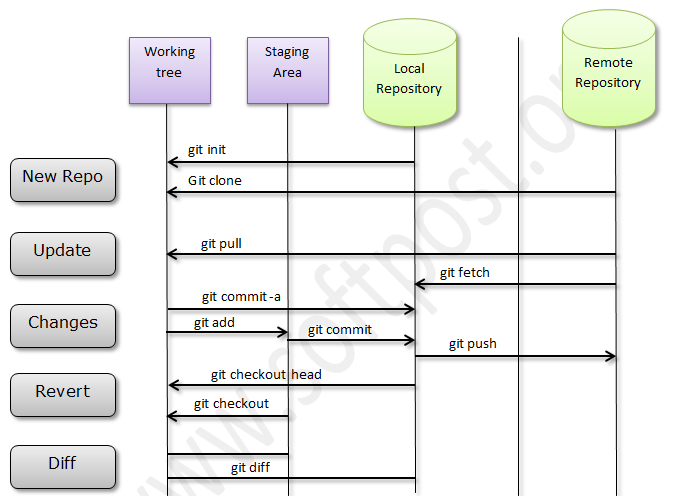 Working
tree
Staging
Area
Local
Repository
Remote
Repository
git init
New Repo
Git clone
Update
git pull
git fetch
git commit-a
Changes
git add
git commit
git push
git checkout head
Revert
git checkout
Diff
git diff
www.softpost.org